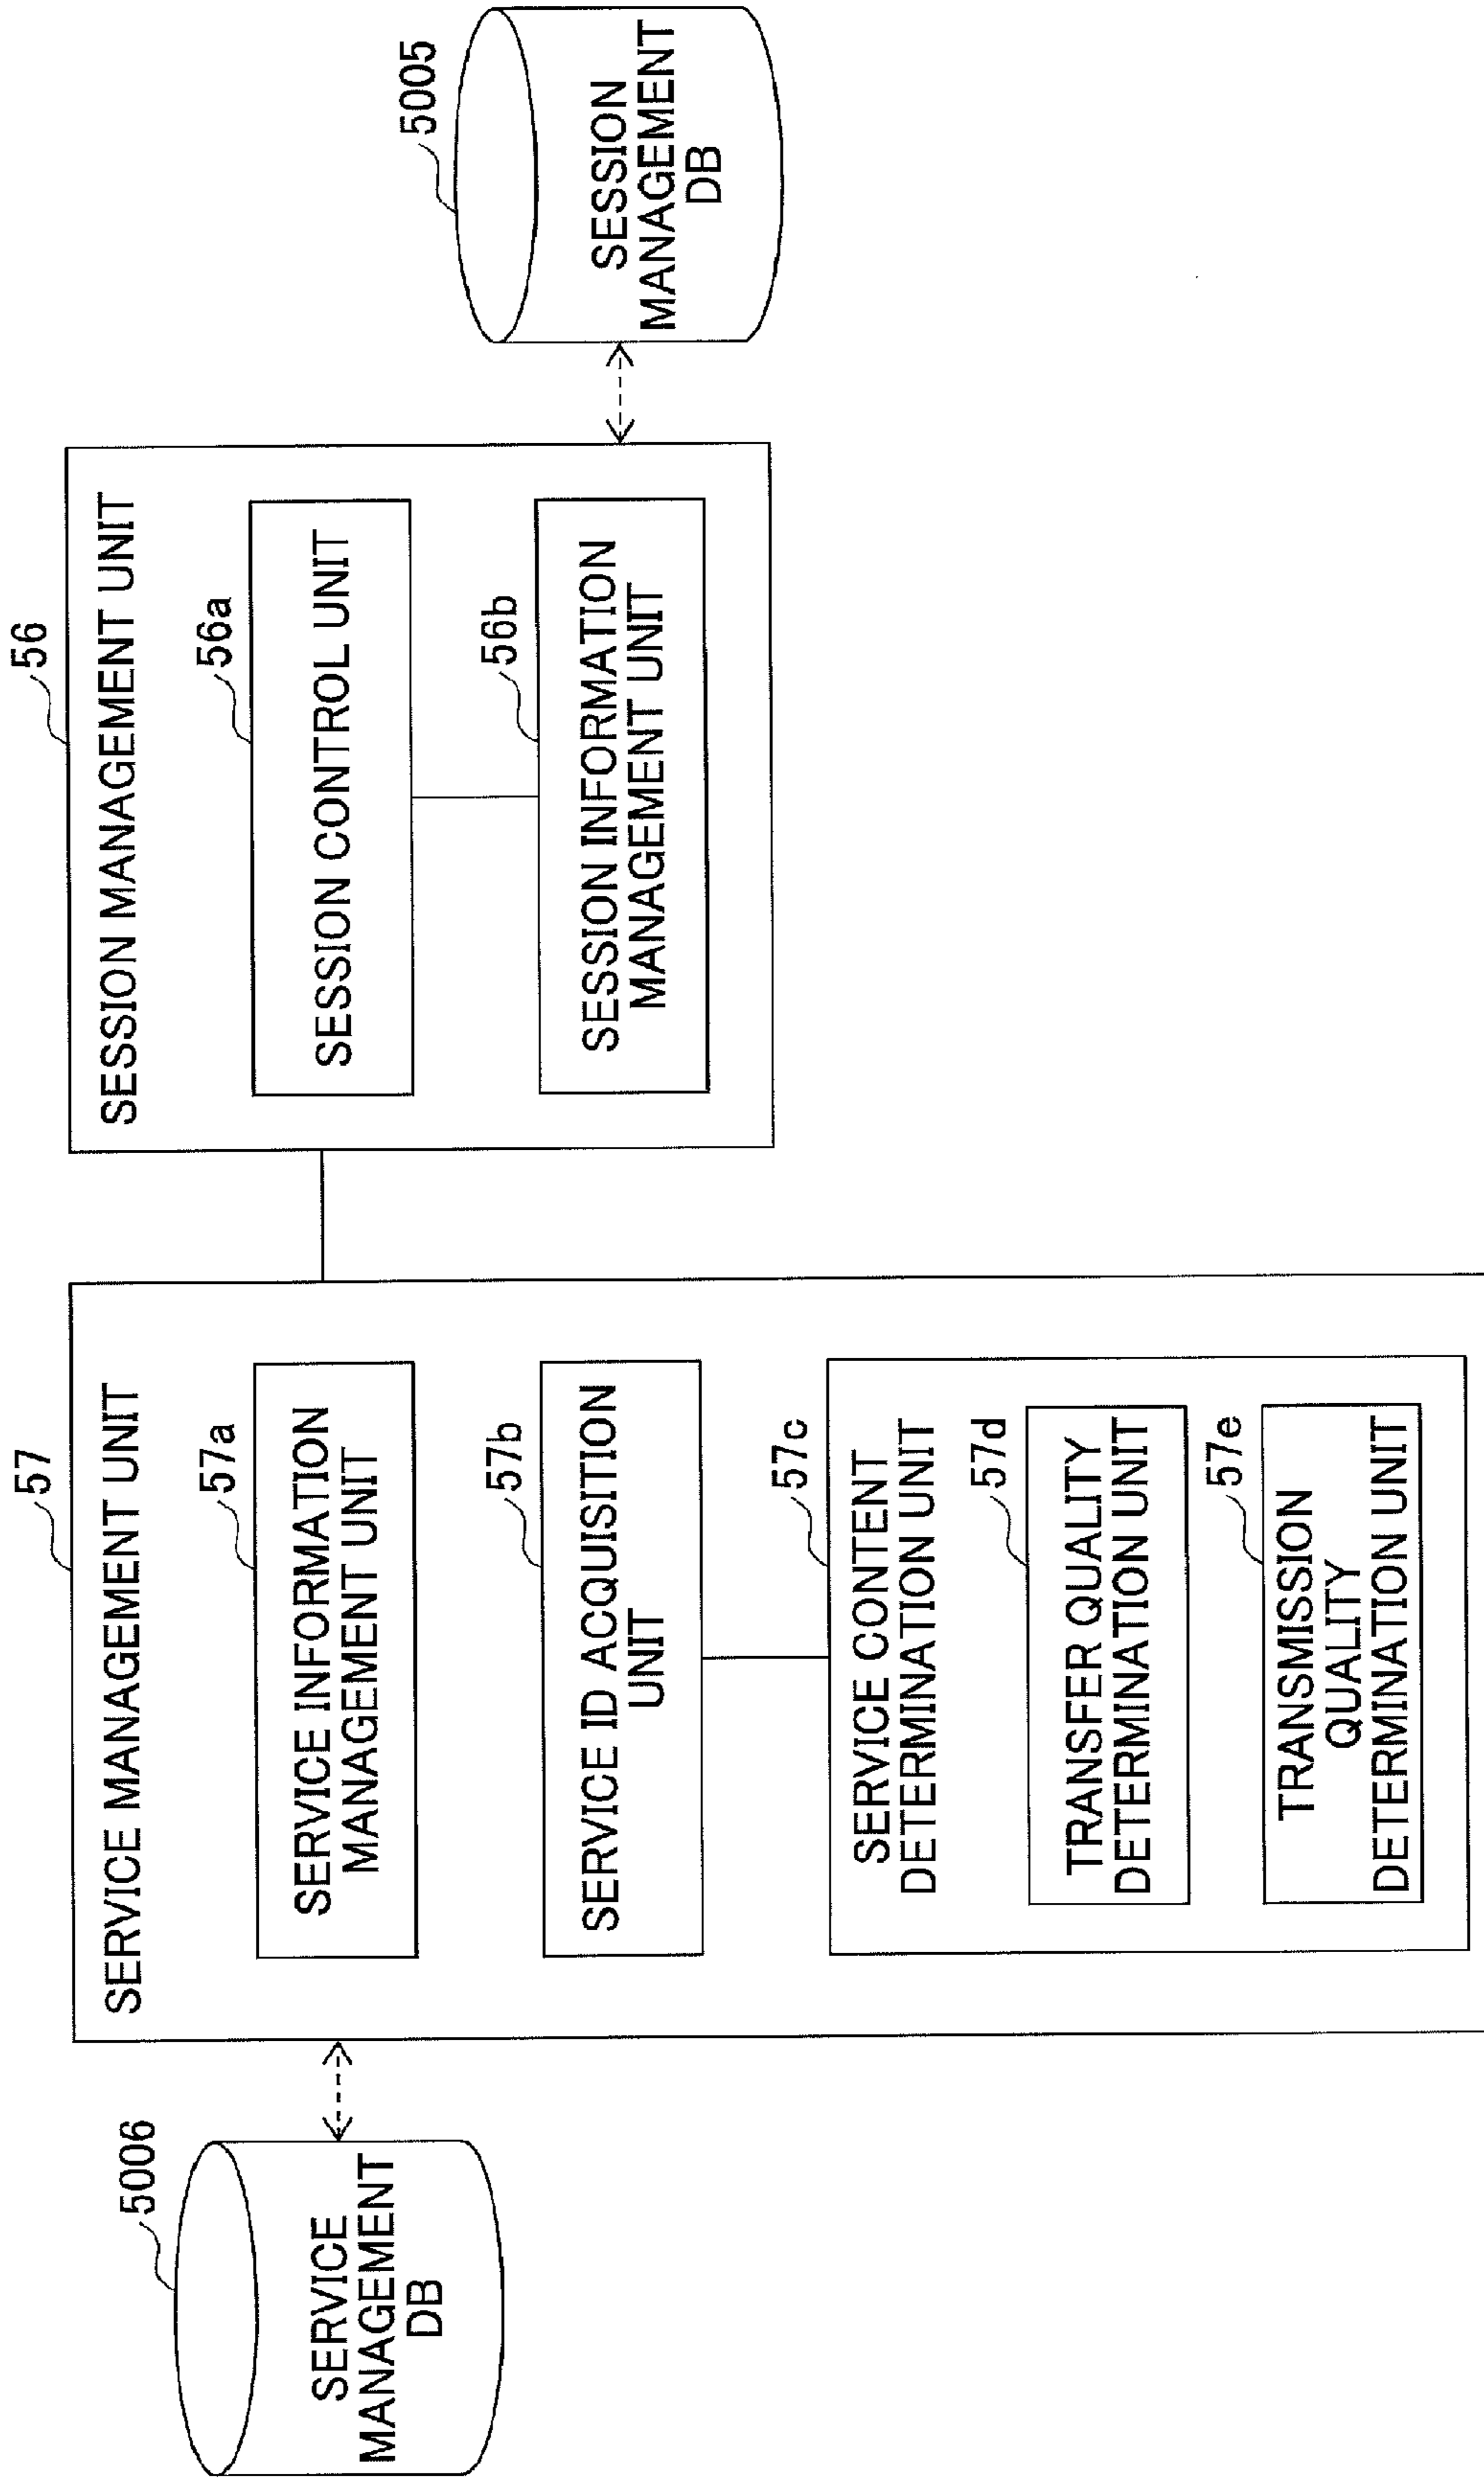 5006
SERVICE
MANAGEMENT
DB
57
SERVICE MANAGEMENT UNIT
57a
SERVICE INFORMATION
MANAGEMENT UNIT
57b
SERVICE ID ACQUISITION
UNIT
57c
SERVICE CONTENT
DETERMINATION UNIT
57d
TRANSFER QUALITY
DETERMINATION UNIT
57e
TRANSMISSION
QUALITY
DETERMINATION UNIT
56
SESSION MANAGEMENT UNIT
56a
SESSION CONTROL UNIT
56b
SESSION INFORMATION
MANAGEMENT UNIT
5005
SESSION
MANAGEMENT
DB